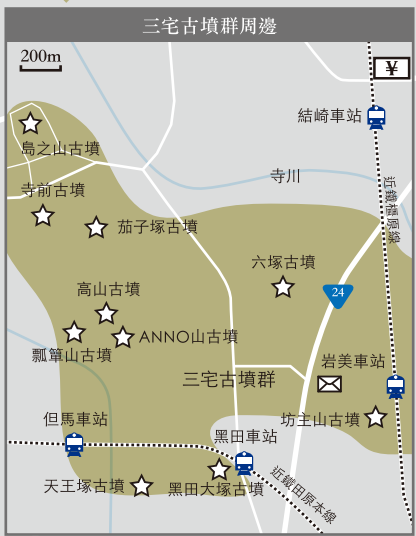 三宅古墳群周邊
200m
¥
結崎車站
島之山古墳
寺川
寺前古墳
近鐵橿原線
茄子塚古墳
六塚古墳
高山古墳
24
ANNO山古墳
瓢簞山古墳
岩美車站
三宅古墳群
坊主山古墳
但馬車站
黑田車站
天王塚古墳
黑田大塚古墳
近鐵田原本線